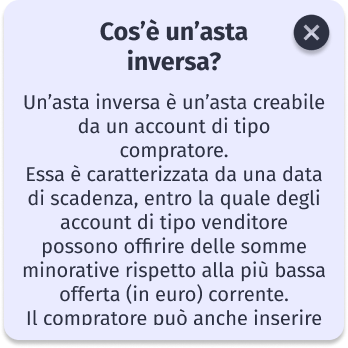 Cos’è un’asta
inversa?
Un’asta inversa è un’asta creabile
da un account di tipo
compratore.
Essa è caratterizzata da una data
di scadenza, entro la quale degli
account di tipo venditore
possono offirire delle somme
minorative rispetto alla più bassa
offerta (in euro) corrente.
Il compratore può anche inserire